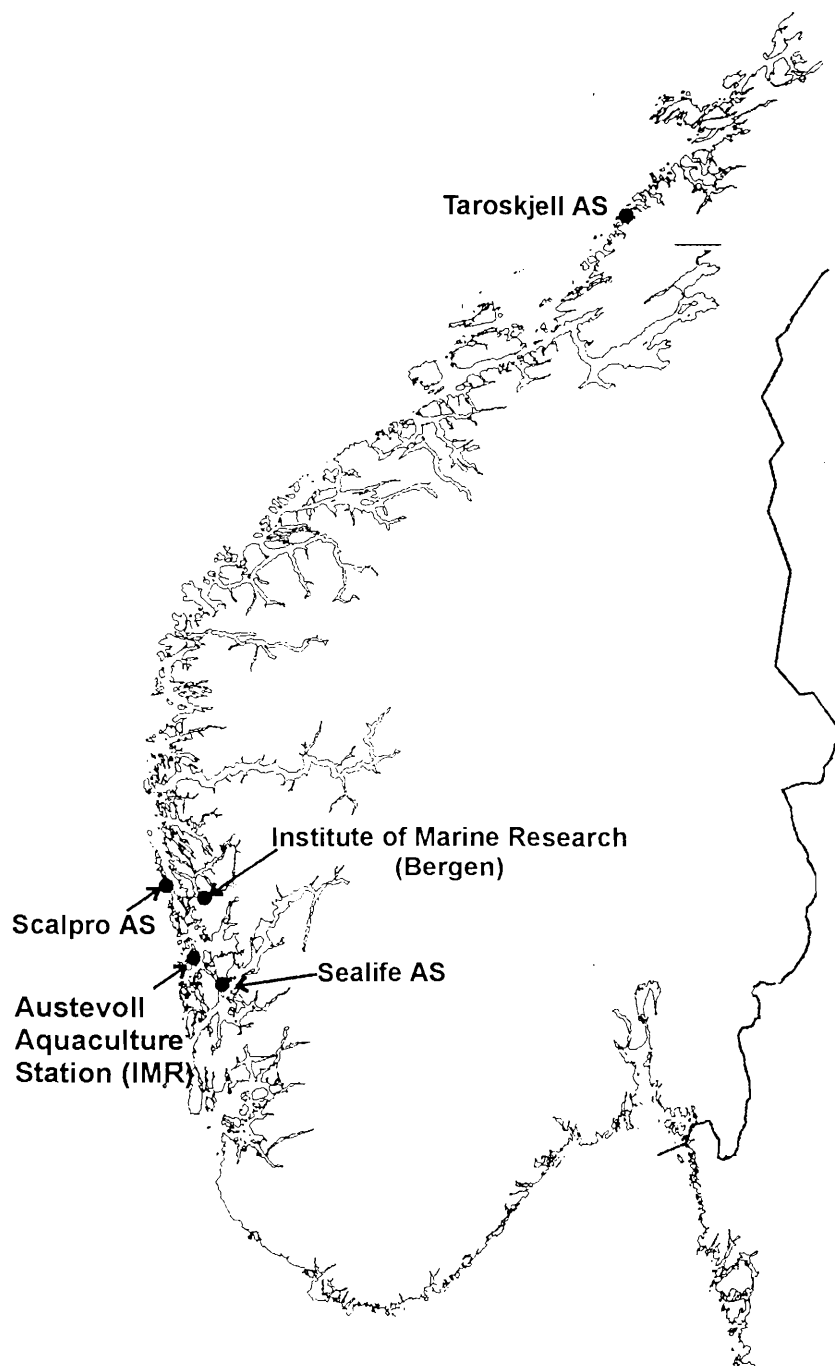 Taroskjell AS
Institute of Marine Research
(Bergen)
Scalpro AS
Sealife AS
Austevoll
Aquaculture
Station (IMR)